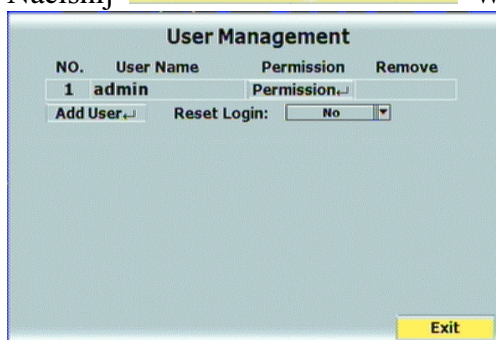 User Management
NO. User Name Permission Remove
1 admin Permission↵
Add User↵ Reset Login: No
Exit